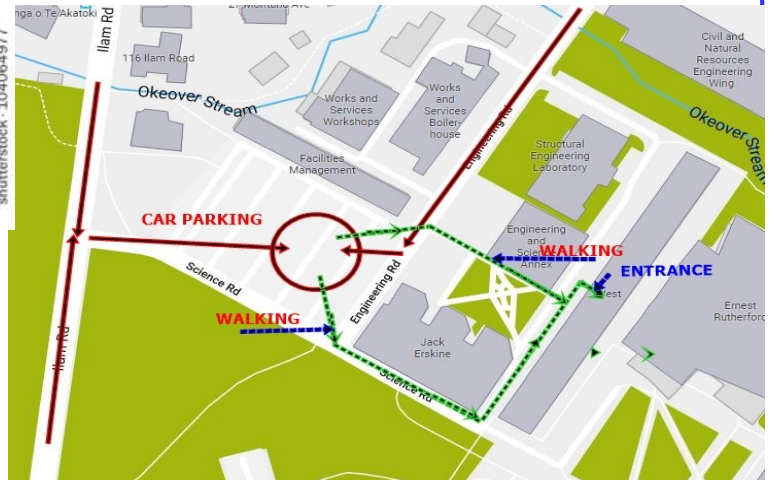 shutterstock · 104064977
Ilam Rd
116 Ilam Road
Okeover Stream
Works and
Services
Workshops
Works
and
Services
Boiler-
house
Civil and
Natural
Resources
Engineering
Wing
Okeover Stream
Engineering Rd
Structural
Engineering
Laboratory
Facilities
Management
CAR PARKING
Engineering
and
Annex
WALKING
ENTRANCE
Science Rd
Engineering Rd
WALKING
Ernest
Rutherford
Jack
Erskine
Ilam Rd
Science Rd